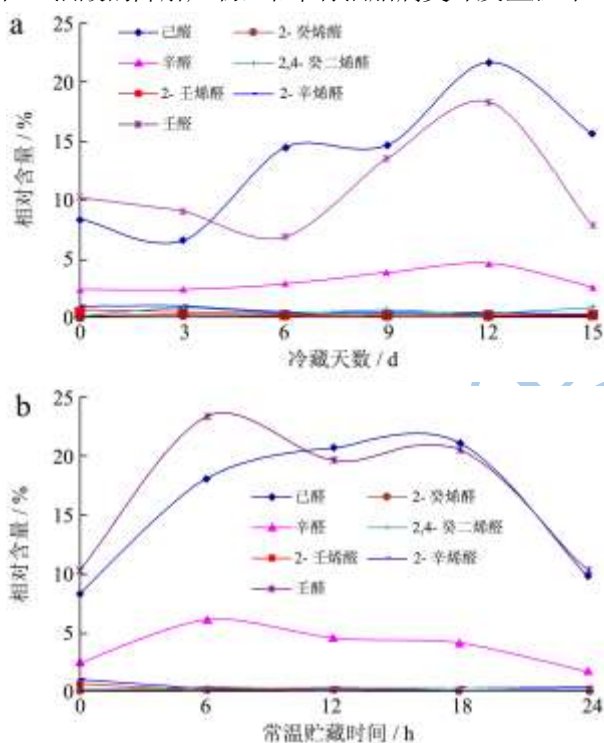 a
25
20
15
10
5
0
相对含量 / %
己醛 2- 癸烯醛
辛醛 2,4- 癸二烯醛
2- 壬烯醛 2- 辛烯醛
壬醛
0 3 6 9 12 15
冷藏天数 / d
b
25
20
15
10
5
0
相对含量 / %
己醛 2- 癸烯醛
辛醛 2,4- 癸二烯醛
2- 壬烯醛 2- 辛烯醛
壬醛
0 6 12 18 24
常温贮藏时间 / h